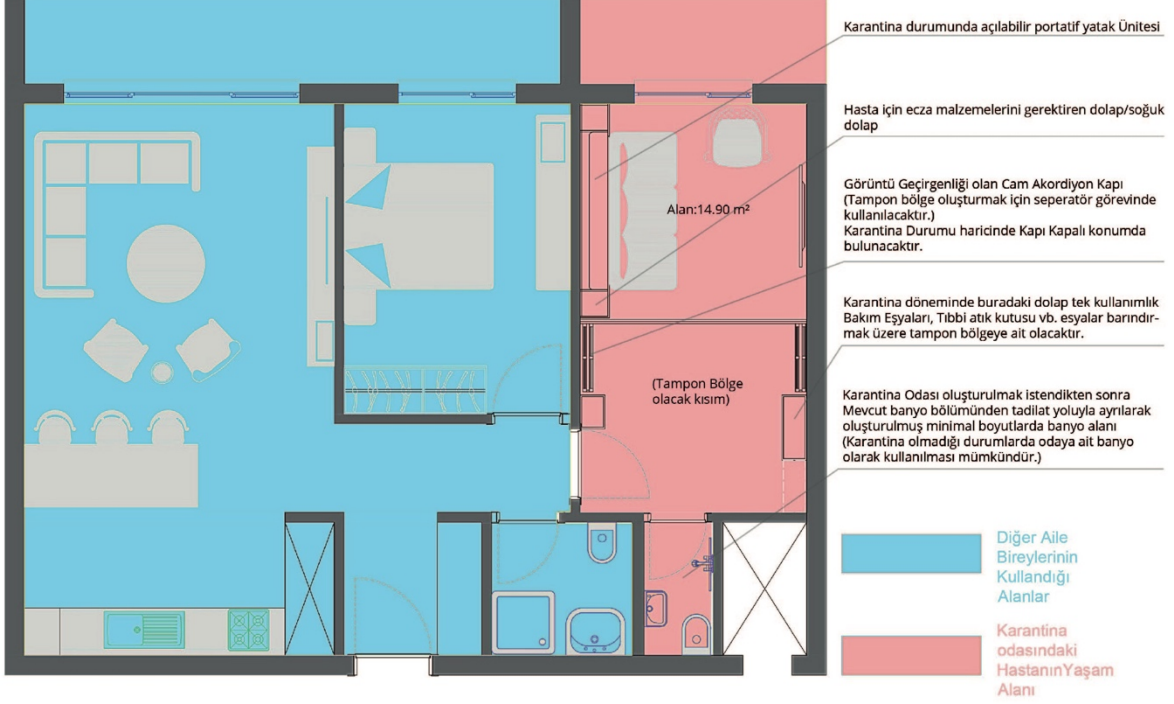 Karantina durumunda açılabilir portatif yatak Ünitesi
Hasta için ecza malzemelerini gerektiren dolap/soğuk
dolap
Görüntü Geçirgenliği olan Cam Akordiyon Kapı
(Tampon bölge oluşturmak için seperatör görevinde
kullanılacaktır.)
Karantina Durumu haricinde Kapı Kapalı konumda
bulunacaktır.
Alan:14.90 m²
Karantina döneminde buradaki dolap tek kullanımlık
Bakım Eşyaları, Tıbbi atık kutusu vb. esyalar barındır-
mak üzere tampon bölgeye ait olacaktır.
(Tampon Bölge
olacak kısım)
Karantina Odası oluşturulmak istendikten sonra
Mevcut banyo bölümünden tadilat yoluyla ayrılarak
oluşturulmuş minimal boyutlarda banyo alanı
(Karantina olmadığı durumlarda odaya ait banyo
olarak kullanılması mümkündür.)
Diğer Aile
Bireylerinin
Kullandığı
Alanlar
Karantina
odasındaki
HastanınYaşam
Alanı